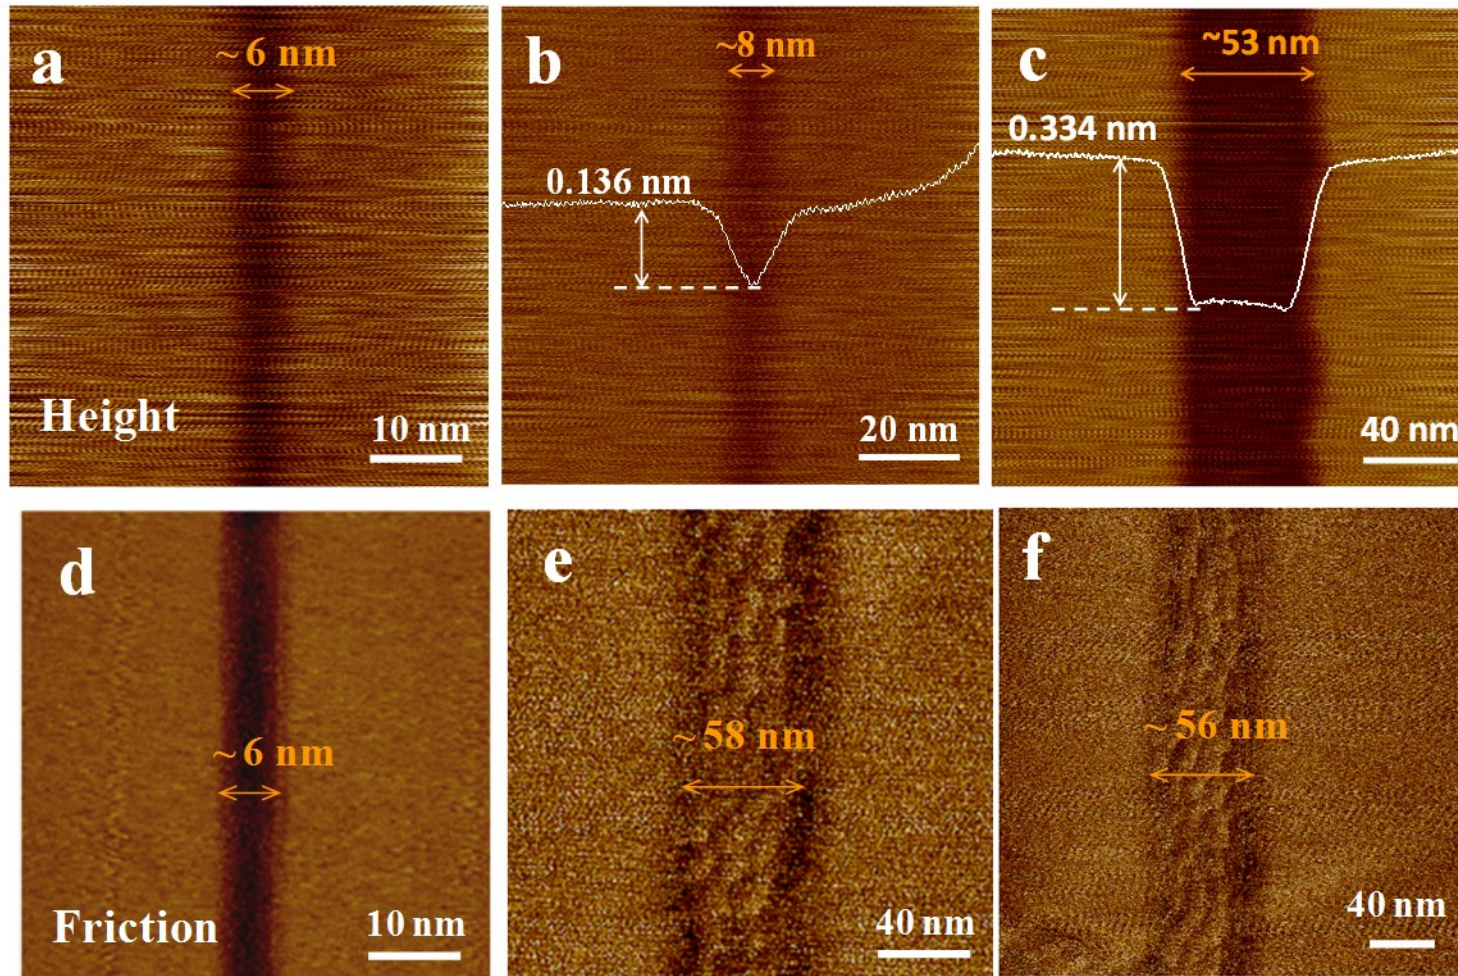 a
~ 6 nm
Height
10 nm
b
~8 nm
0.136 nm
20 nm
c
~53 nm
0.334 nm
40 nm
d
~ 6 nm
Friction
10 nm
e
~ 58 nm
40 nm
f
~ 56 nm
40 nm